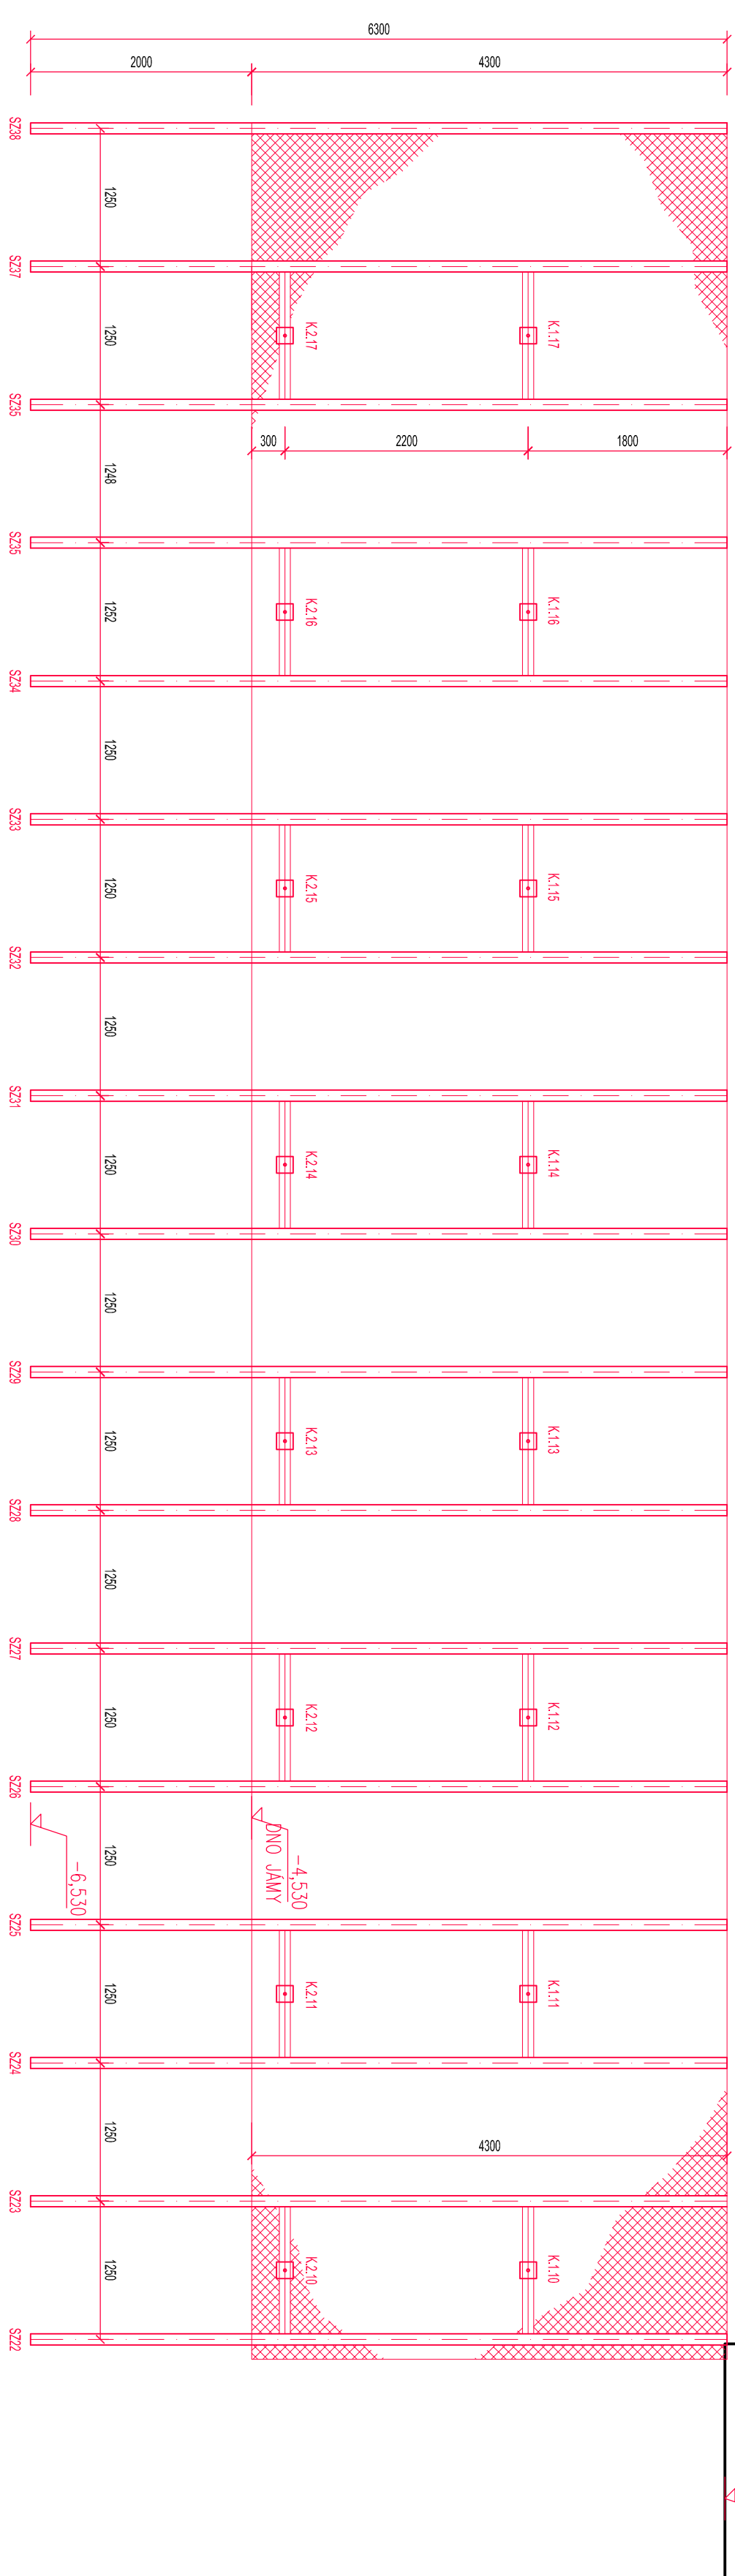 6300
2000
4300
SZ38
1250
SZ37
1250
K.2.17
K.1.17
SZ35
1248
300
2200
1800
SZ35
1252
K.2.16
K.1.16
SZ34
1250
SZ33
1250
K.2.15
K.1.15
SZ32
1250
SZ31
1250
K.2.14
K.1.14
SZ30
1250
SZ29
1250
K.2.13
K.1.13
SZ28
1250
SZ27
1250
K.2.12
K.1.12
SZ26
1250
-6,530
-4,530
DNO JÁMY
SZ25
1250
K.2.11
K.1.11
SZ24
1250
4300
SZ23
1250
K.2.10
K.1.10
SZ22